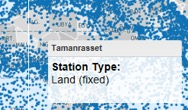 Tamanrasset
Station Type:
Land (fixed)